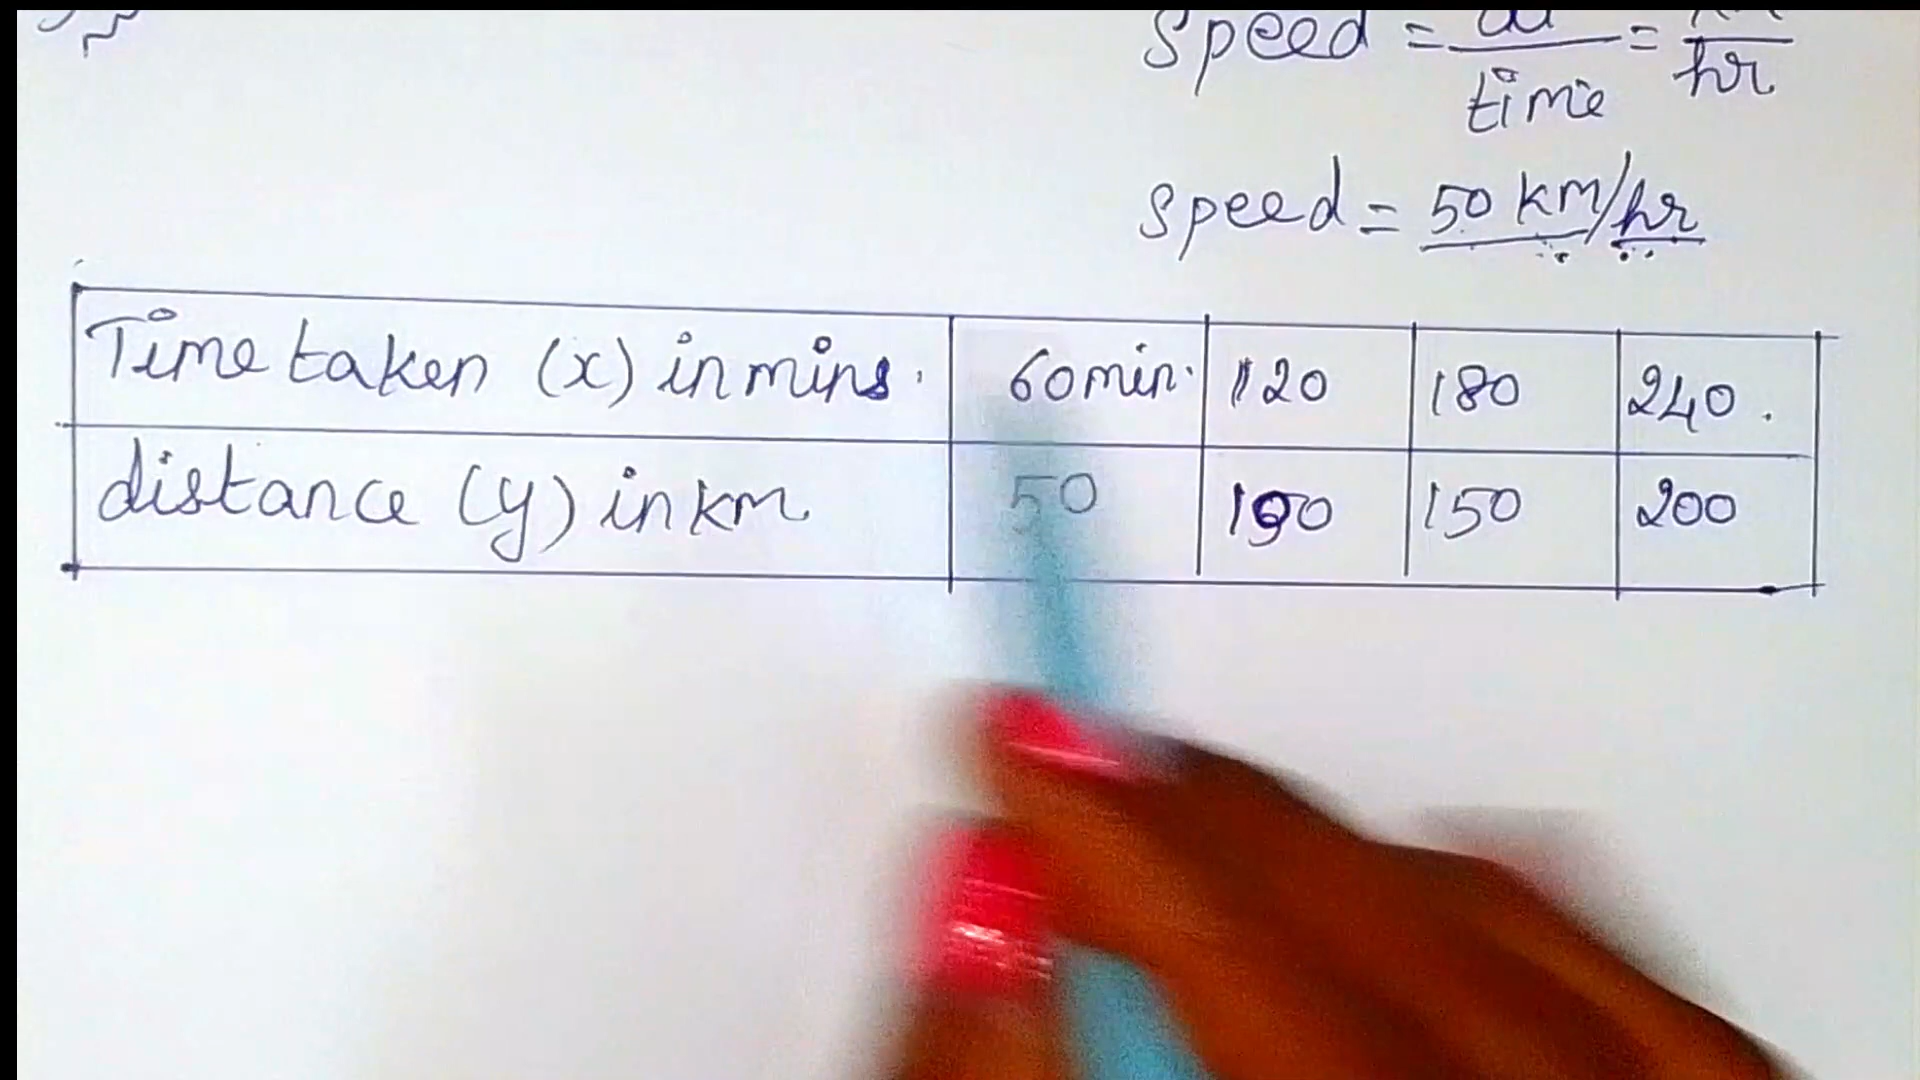 Speed = / time = / hr
speed = 50 km/hr
Time taken (x) in mins. 60 min. 120 180 240.
distance (y) in km 50 100 150 200